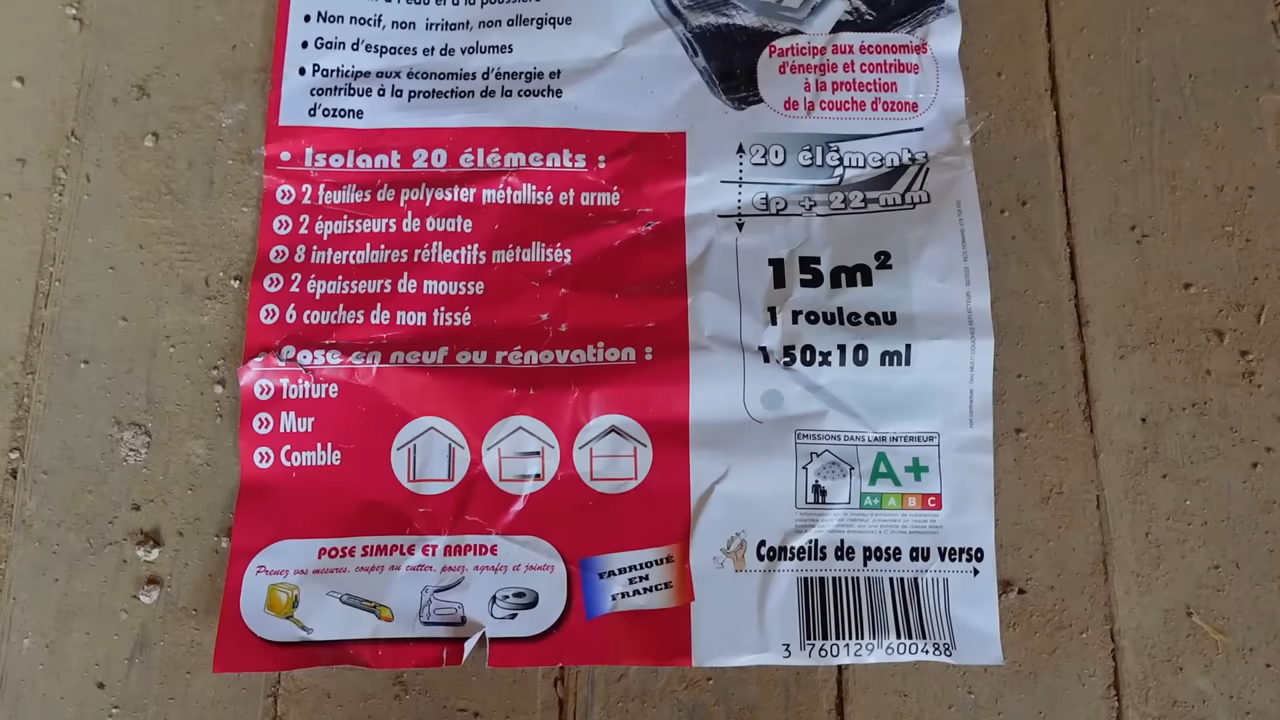 à l'eau et à la poussière
• Non nocif, non irritant, non allergique
• Gain d'espaces et de volumes
• Participe aux économies d'énergie et
contribue à la protection de la couche
d'ozone
Participe aux économies
d'énergie et contribue
à la protection
de la couche d'ozone
• Isolant 20 éléments :
2 feuilles de polyester métallisé et armé
2 épaisseurs de ouate
8 intercalaires réflectifs métallisés
2 épaisseurs de mousse
6 couches de non tissé
• Pose en neuf ou rénovation :
Toiture
Mur
Comble
POSE SIMPLE ET RAPIDE
Prenez vos mesures, coupez au cutter, posez, agrafez et jointez
FABRIQUÉ
EN
FRANCE
20 éléments
Ep ± 22 mm
15m²
1 rouleau
1.50x10 ml
ÉMISSIONS DANS L'AIR INTÉRIEUR*
A+
A+ A B C
Conseils de pose au verso
3 760129 600488